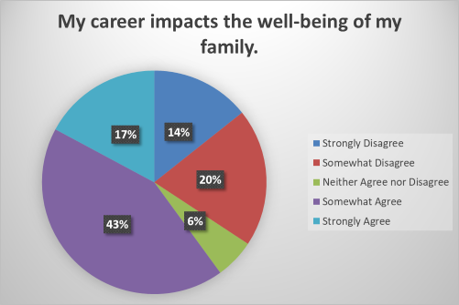 My career impacts the well-being of my
family.
17%
14%
20%
6%
43%
Strongly Disagree
Somewhat Disagree
Neither Agree nor Disagree
Somewhat Agree
Strongly Agree